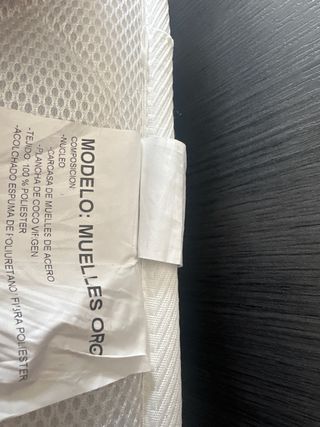 MODELO: MUELLES ORO
COMPOSICION:
-NUCLEO:
-CARCASA DE MUELLES DE ACERO
-PLANCHA DE COCO VIRGEN
-TEJIDO 100 % POLIESTER
-ACOLCHADO ESPUMA DE POLIURETANO, FIBRA POLIESTER